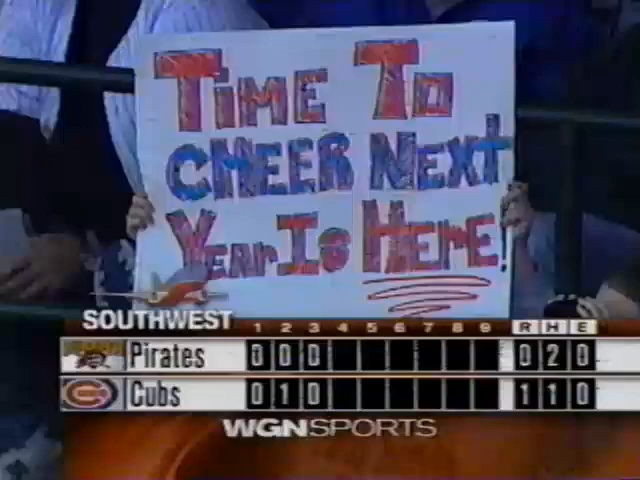 TIME TO
CHEER NEXT
YEAR IS HERE!
SOUTHWEST
1 2 3 4 5 6 7 8 9 R H E
Pirates 0 0 0 0 2 0
Cubs 0 1 0 1 1 0
WGNSPORTS